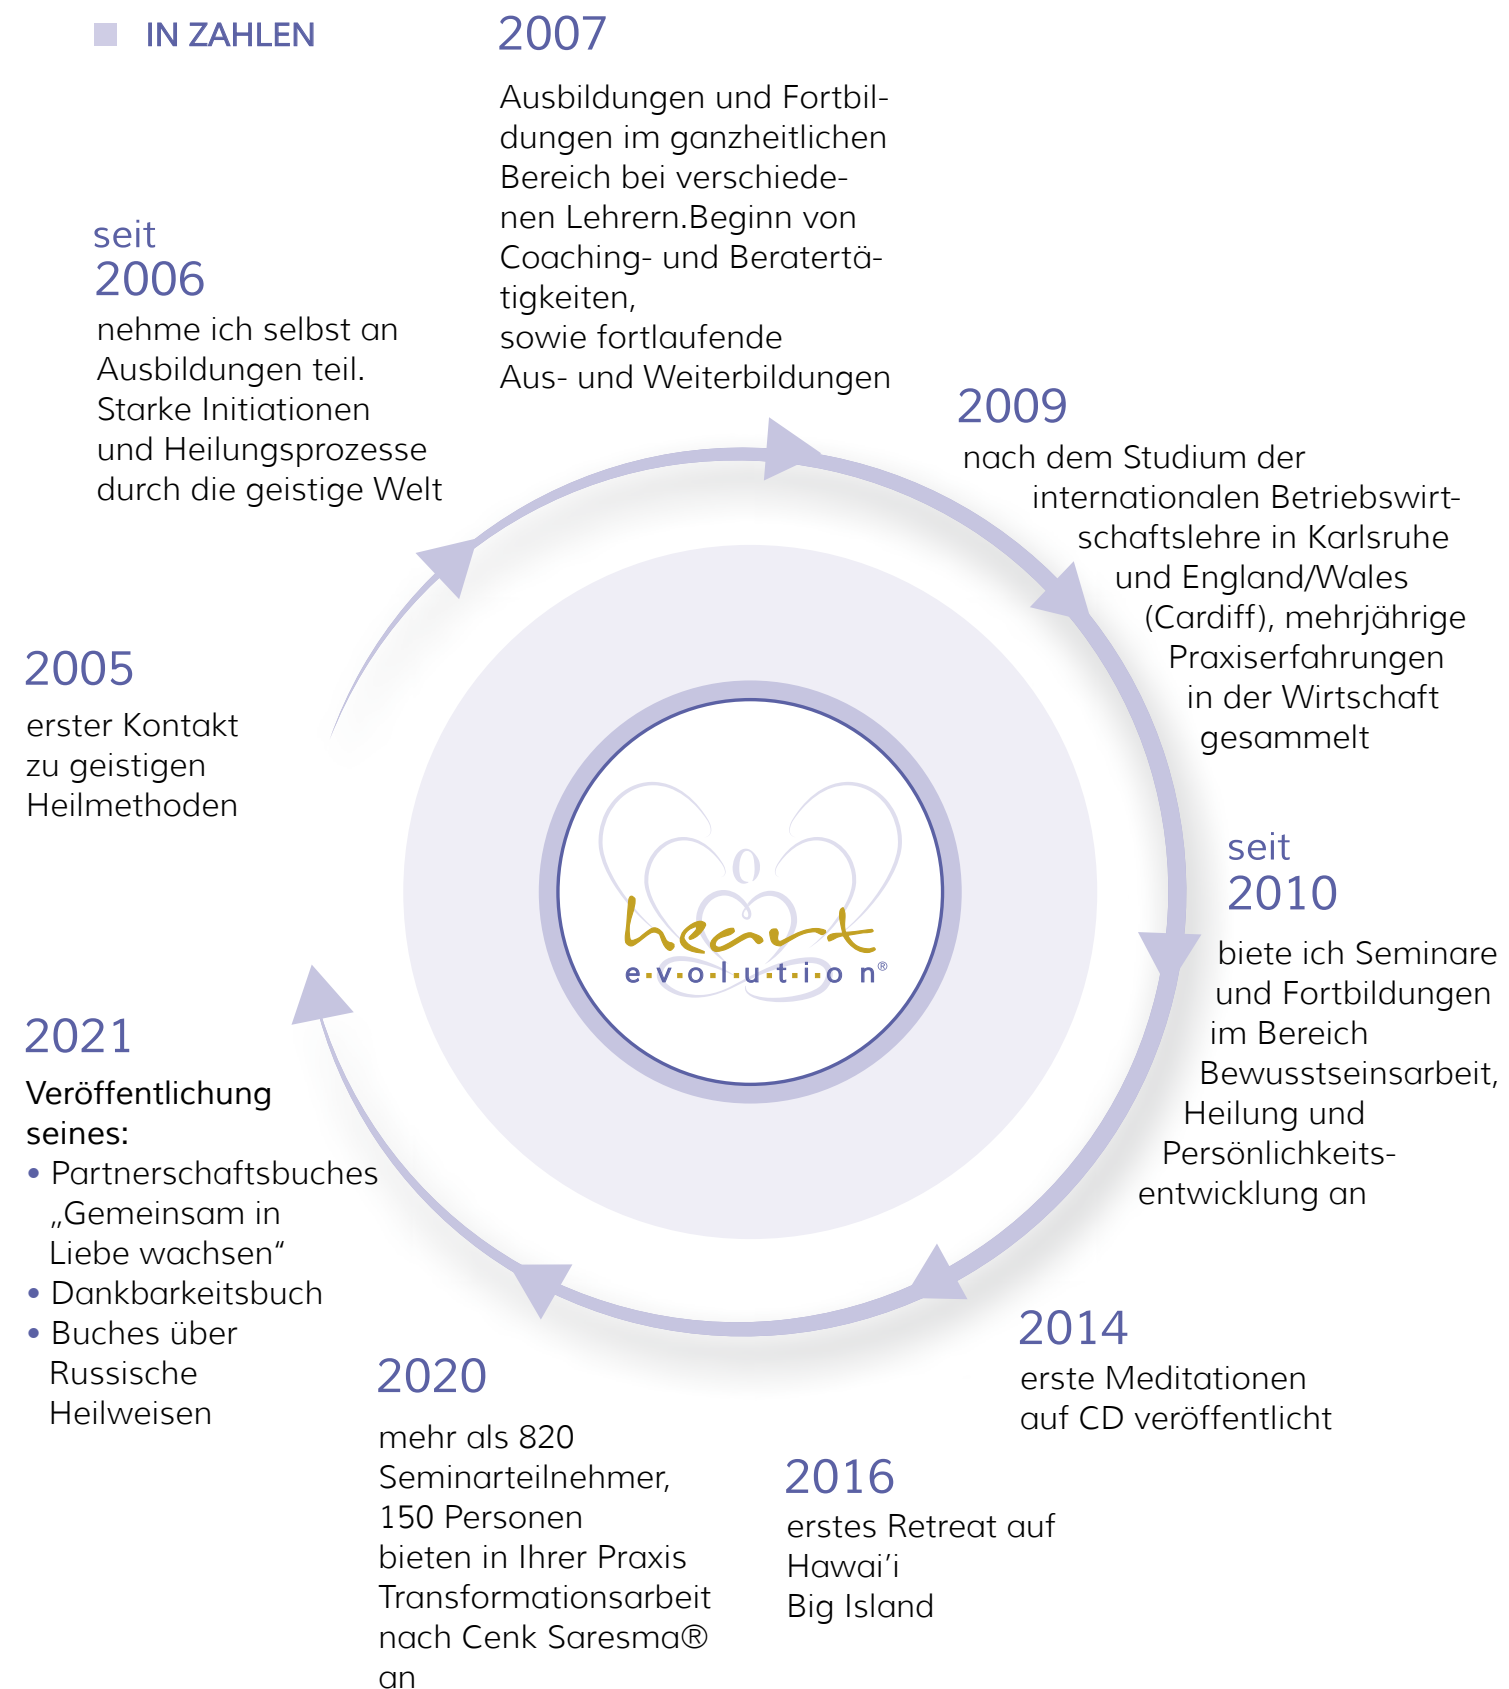 IN ZAHLEN
2005
erster Kontakt
zu geistigen
Heilmethoden
seit
2006
nehme ich selbst an
Ausbildungen teil.
Starke Initiationen
und Heilungsprozesse
durch die geistige Welt
2007
Ausbildungen und Fortbil-
dungen im ganzheitlichen
Bereich bei verschiede-
nen Lehrern.Beginn von
Coaching- und Beratertä-
tigkeiten,
sowie fortlaufende
Aus- und Weiterbildungen
2009
nach dem Studium der
internationalen Betriebswirt-
schaftslehre in Karlsruhe
und England/Wales
(Cardiff), mehrjährige
Praxiserfahrungen
in der Wirtschaft
gesammelt
seit
2010
biete ich Seminare
und Fortbildungen
im Bereich
Bewusstseinsarbeit,
Heilung und
Persönlichkeits-
entwicklung an
2014
erste Meditationen
auf CD veröffentlicht
2016
erstes Retreat auf
Hawai’i
Big Island
2020
mehr als 820
Seminarteilnehmer,
150 Personen
bieten in Ihrer Praxis
Transformationsarbeit
nach Cenk Saresma®
an
2021
Veröffentlichung
seines:
• Partnerschaftsbuches
„Gemeinsam in
Liebe wachsen“
• Dankbarkeitsbuch
• Buches über
Russische
Heilweisen
heart
e·v·o·l·u·t·i·o n®